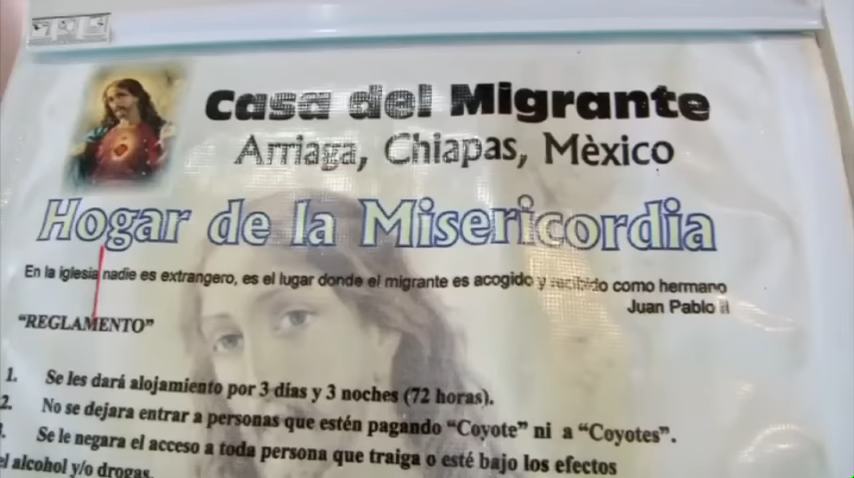 Casa del Migrante
Arriaga, Chiapas, Mèxico
Hogar de la Misericordia
En la iglesia nadie es extrangero, es el lugar donde el migrante es acogido y recibido como hermano
Juan Pablo II
“REGLAMENTO”
1. Se les dará alojamiento por 3 días y 3 noches (72 horas).
2. No se dejara entrar a personas que estén pagando “Coyote” ni a “Coyotes”.
Se le negara el acceso a toda persona que traiga o esté bajo los efectos
el alcohol y/o drogas.